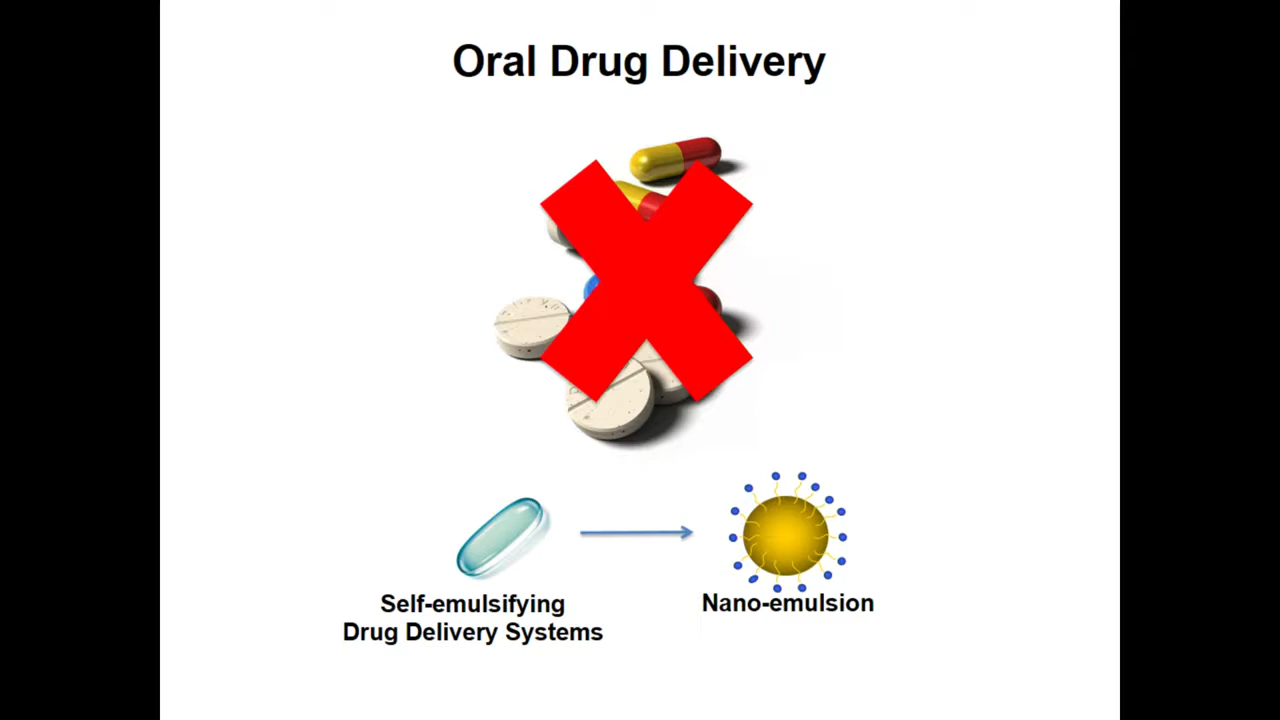 Oral Drug Delivery
Self-emulsifying
Drug Delivery Systems
Nano-emulsion